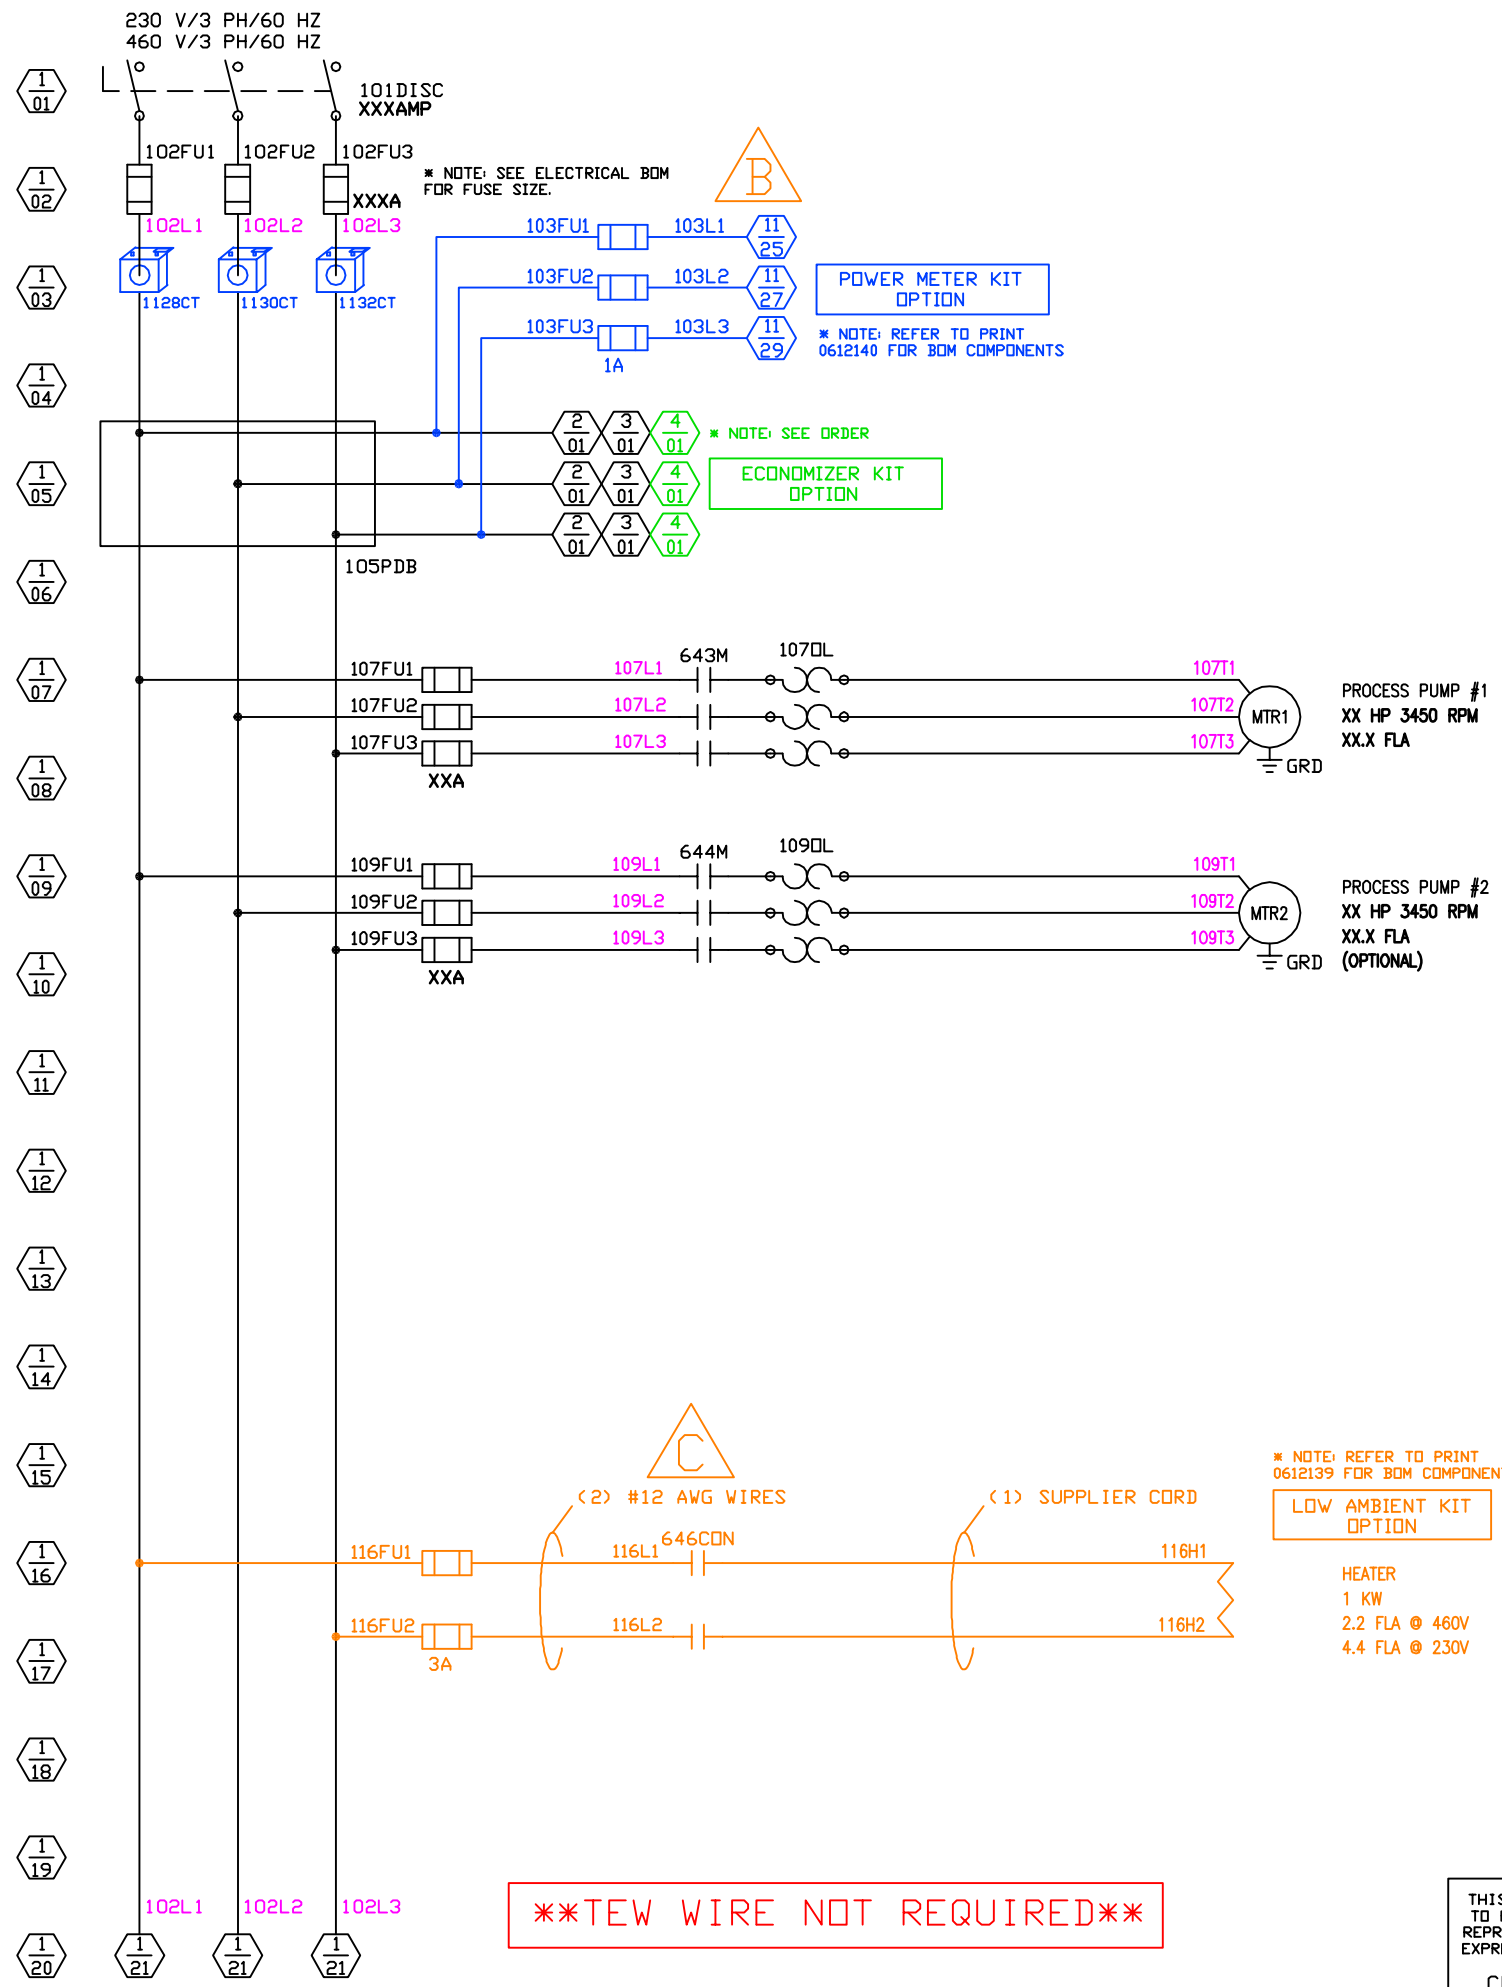 230 V/3 PH/60 HZ
460 V/3 PH/60 HZ
1
01
101DISC
XXXAMP
102FU1
102FU2
102FU3
1
02
XXXA
* NOTE: SEE ELECTRICAL BOM
FOR FUSE SIZE.
B
102L1
102L2
102L3
103FU1
103L1
11
25
1
03
1128CT
1130CT
1132CT
103FU2
103L2
11
27
POWER METER KIT
OPTION
103FU3
103L3
11
29
1A
* NOTE: REFER TO PRINT
0612140 FOR BOM COMPONENTS
1
04
2
01
3
01
4
01
* NOTE: SEE ORDER
1
05
2
01
3
01
4
01
ECONOMIZER KIT
OPTION
2
01
3
01
4
01
105PDB
1
06
1
07
107FU1
107L1
643M
107OL
107T1
107FU2
107L2
107T2
107FU3
107L3
107T3
XXA
MTR1
GRD
PROCESS PUMP #1
XX HP 3450 RPM
XX.X FLA
1
08
1
09
109FU1
109L1
644M
109OL
109T1
109FU2
109L2
109T2
109FU3
109L3
109T3
XXA
MTR2
GRD
PROCESS PUMP #2
XX HP 3450 RPM
XX.X FLA
(OPTIONAL)
1
10
1
11
1
12
1
13
1
14
1
15
C
(2) #12 AWG WIRES
(1) SUPPLIER CORD
* NOTE: REFER TO PRINT
0612139 FOR BOM COMPONEN
LOW AMBIENT KIT
OPTION
1
16
116FU1
116L1
646CON
116H1
116FU2
116L2
116H2
3A
HEATER
1 KW
2.2 FLA @ 460V
4.4 FLA @ 230V
1
17
1
18
1
19
102L1
102L2
102L3
**TEW WIRE NOT REQUIRED**
1
20
1
21
1
21
1
21
THIS
TO
REPR
EXPR